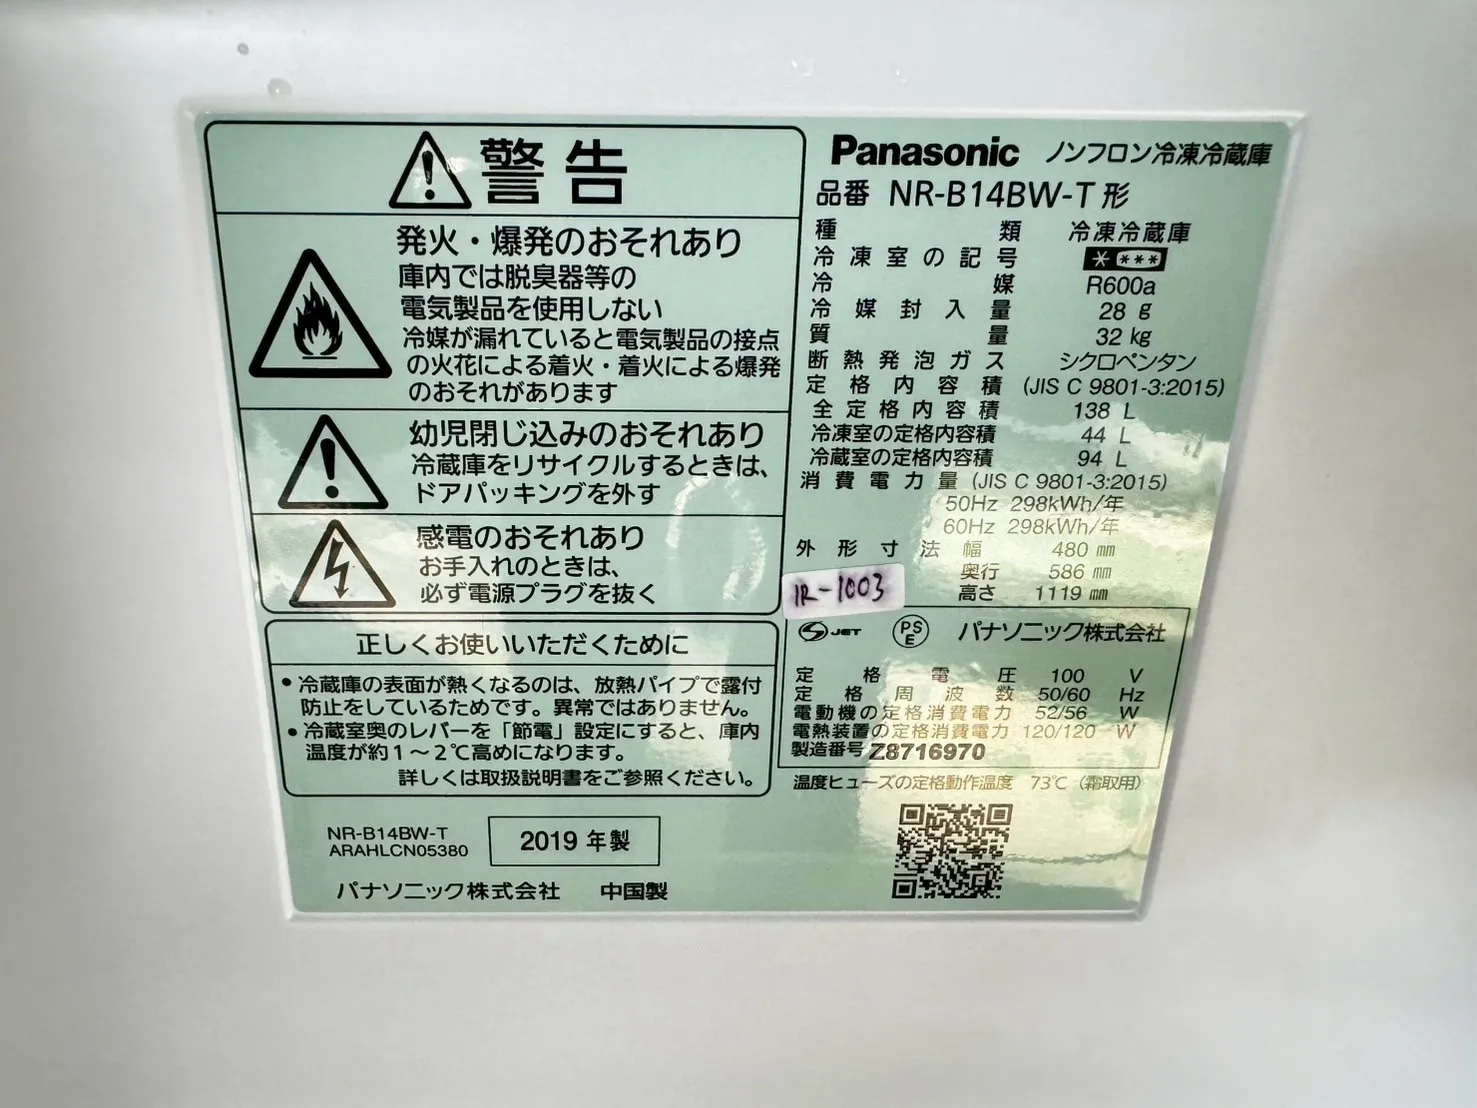 警告
発火・爆発のおそれあり
庫内では脱臭器等の
電気製品を使用しない
冷媒が漏れていると電気製品の接点
の火花による着火・着火による爆発
のおそれがあります
幼児閉じ込みのおそれあり
冷蔵庫をリサイクルするときは、
ドアパッキングを外す
感電のおそれあり
お手入れのときは、
必ず電源プラグを抜く
正しくお使いいただくために
・冷蔵庫の表面が熱くなるのは、放熱パイプで露付
防止をしているためです。異常ではありません。
・冷蔵室奥のレバーを「節電」設定にすると、庫内
温度が約1～2℃高めになります。
詳しくは取扱説明書をご参照ください。
NR-B14BW-T
ARAHLCN05380
2019 年製
パナソニック株式会社 中国製
Panasonic ノンフロン冷凍冷蔵庫
品番 NR-B14BW-T 形
種類 冷凍冷蔵庫
冷凍室の記号 * ***
冷媒 R600a
冷媒封入量 28 g
質量 32 kg
断熱発泡ガス シクロペンタン
定格内容積 (JIS C 9801-3:2015)
全定格内容積 138 L
冷凍室の定格内容積 44 L
冷蔵室の定格内容積 94 L
消費電力量 (JIS C 9801-3:2015)
50Hz 298kWh/年
60Hz 298kWh/年
外形寸法 幅 480 mm
奥行 586 mm
高さ 1119 mm
IR-1003
JET PS E パナソニック株式会社
定格電圧 100 V
定格周波数 50/60 Hz
電動機の定格消費電力 52/56 W
電熱装置の定格消費電力 120/120 W
製造番号 Z8716970
温度ヒューズの定格動作温度 73℃ (霜取用)